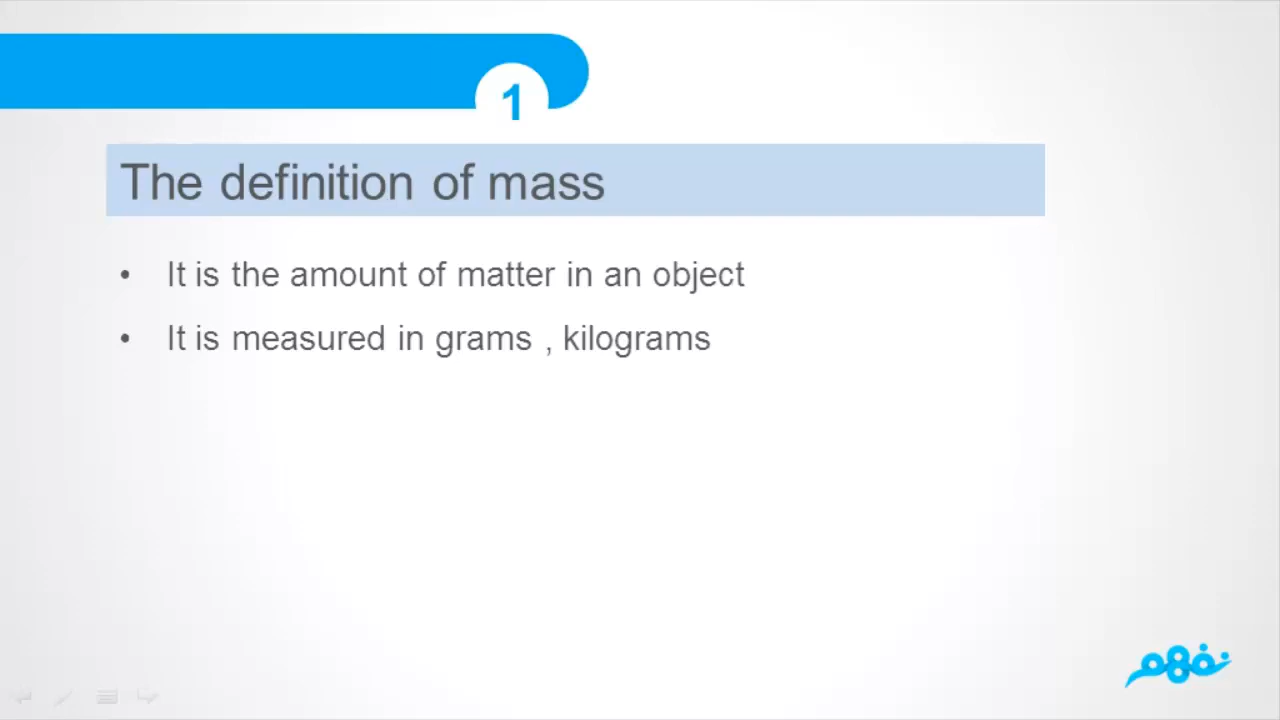 1
The definition of mass
• It is the amount of matter in an object
• It is measured in grams , kilograms
نفهم